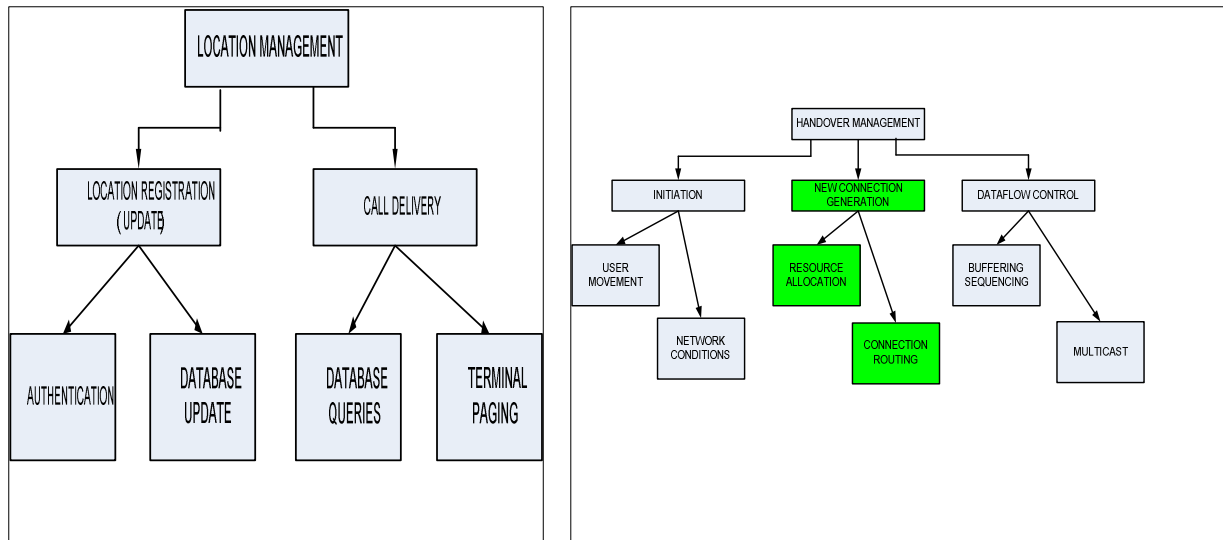 LOCATION MANAGEMENT
LOCATION REGISTRATION
(UPDATE)
CALL DELIVERY
AUTHENTICATION
DATABASE
UPDATE
DATABASE
QUERIES
TERMINAL
PAGING
HANDOVER MANAGEMENT
INITIATION
NEW CONNECTION
GENERATION
DATAFLOW CONTROL
USER
MOVEMENT
RESOURCE
ALLOCATION
BUFFERING
SEQUENCING
NETWORK
CONDITIONS
CONNECTION
ROUTING
MULTICAST